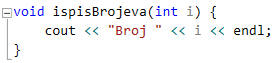 void ispisBrojeva(int i) {
cout << "Broj " << i << endl;
}